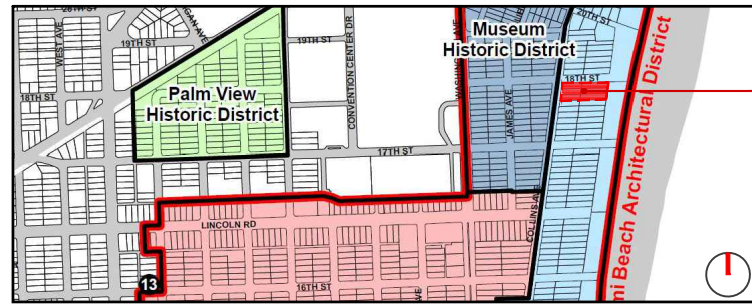 20TH ST
19TH ST
19TH ST
WEST AVE
18TH ST
18TH ST
CONVENTION CENTER DR
Museum
Historic District
Palm View
Historic District
JAMES AVE
17TH ST
COLLINS AVE
LINCOLN RD
16TH ST
13
mi Beach Architectural District